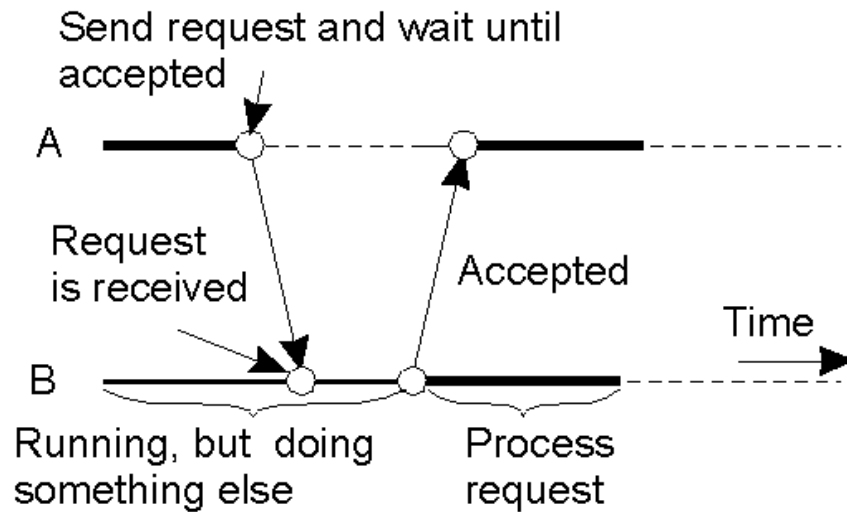 Send request and wait until
accepted
A
Request
is received
Accepted
Time
B
Running, but doing
something else
Process
request